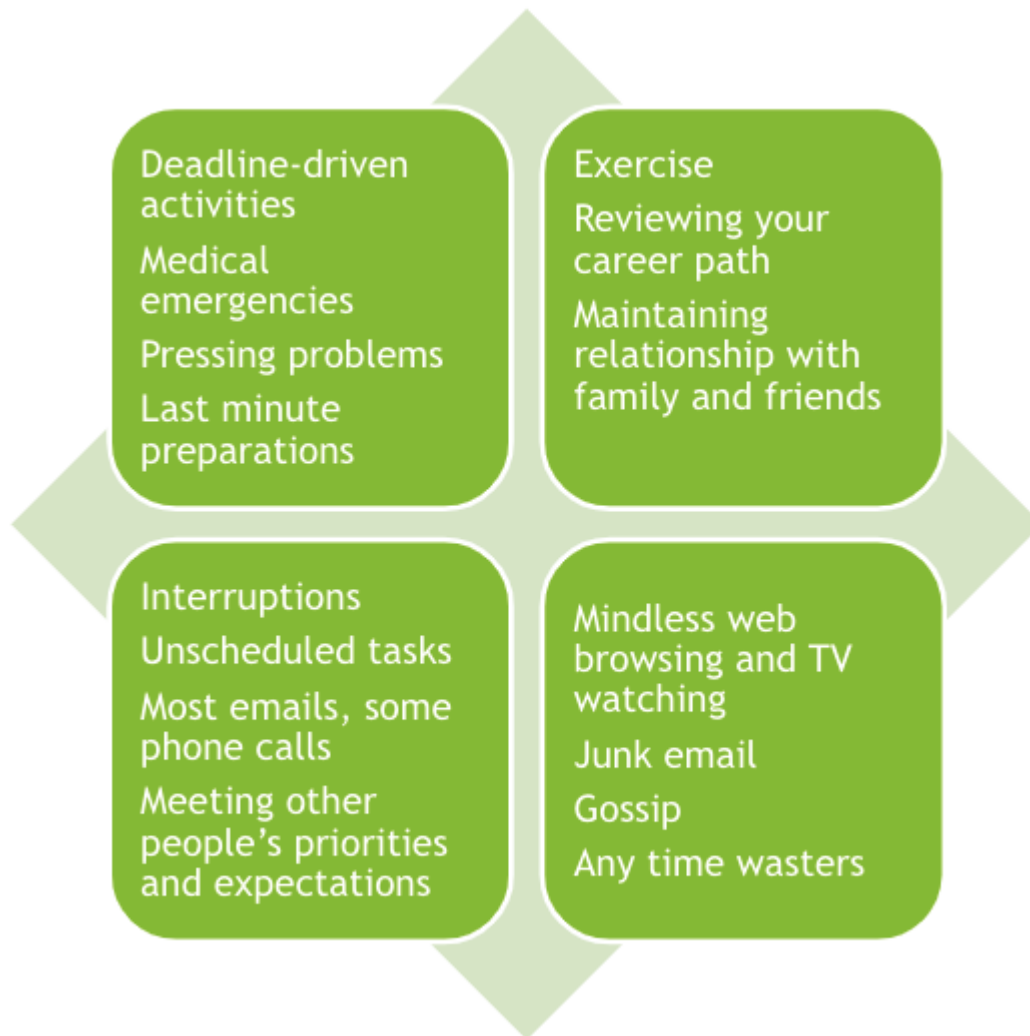 Deadline-driven
activities
Medical
emergencies
Pressing problems
Last minute
preparations
Exercise
Reviewing your
career path
Maintaining
relationship with
family and friends
Interruptions
Unscheduled tasks
Most emails, some
phone calls
Meeting other
people’s priorities
and expectations
Mindless web
browsing and TV
watching
Junk email
Gossip
Any time wasters